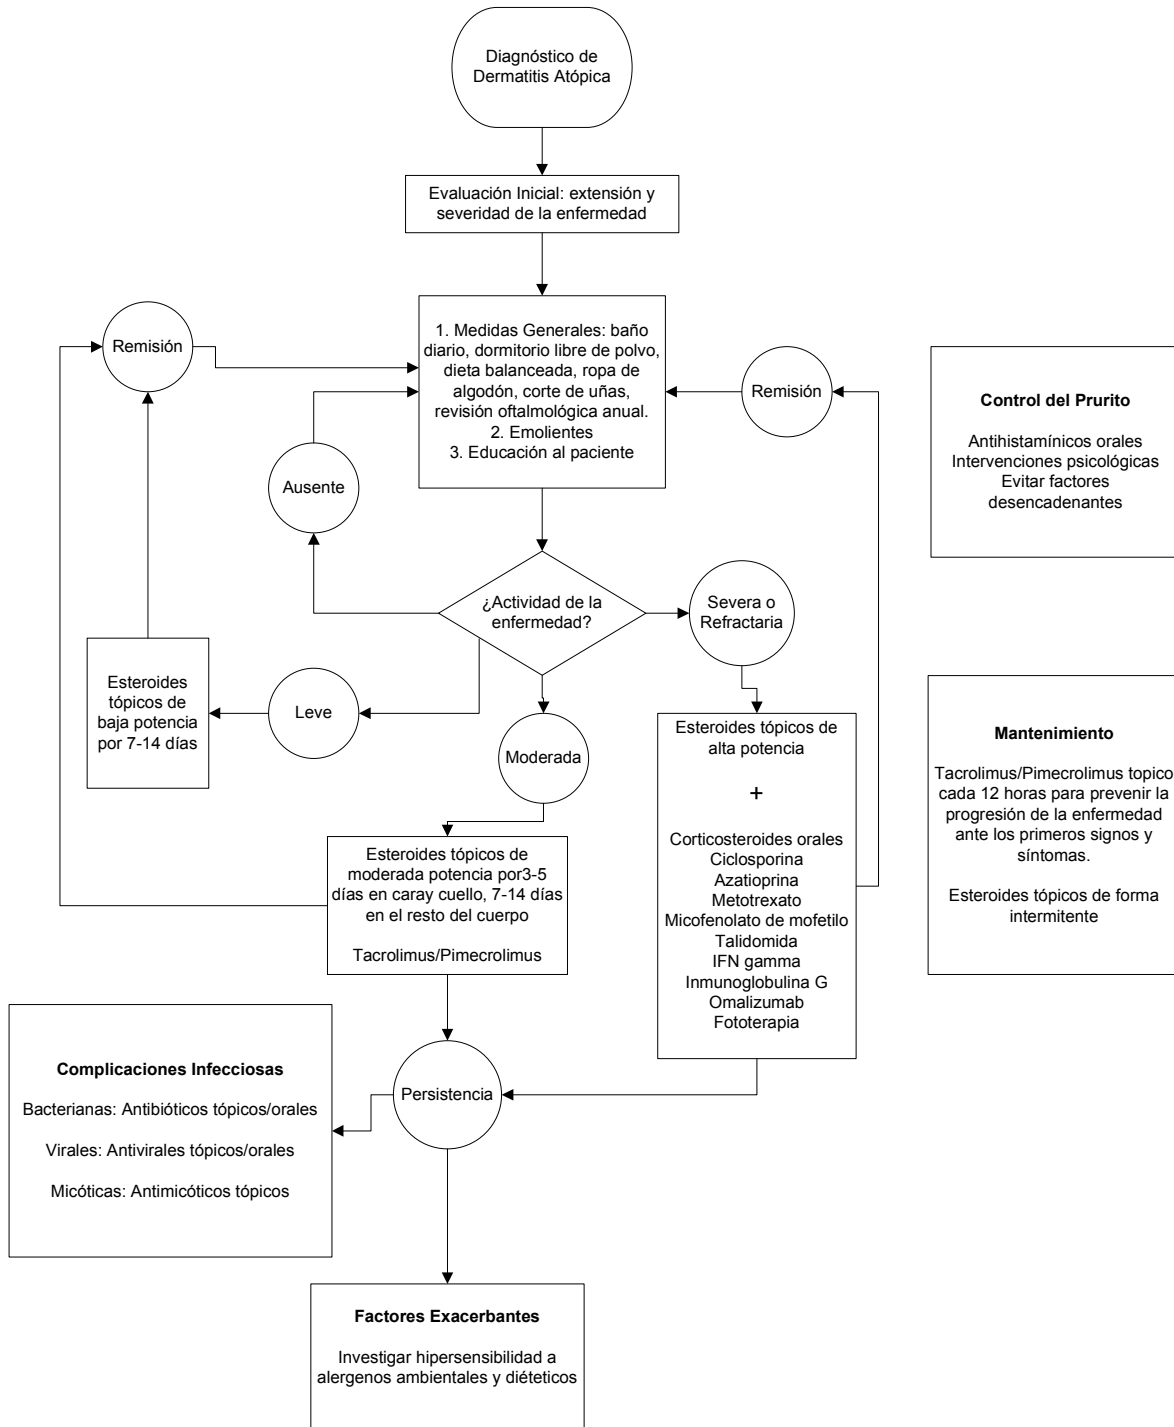 Diagnóstico de
Dermatitis Atópica
Evaluación Inicial: extensión y
severidad de la enfermedad
Remisión
1. Medidas Generales: baño
diario, dormitorio libre de polvo,
dieta balanceada, ropa de
algodón, corte de uñas,
revisión oftalmológica anual.
2. Emolientes
3. Educación al paciente
Remisión
Control del Prurito
Antihistamínicos orales
Intervenciones psicológicas
Evitar factores
desencadenantes
Ausente
¿Actividad de la
enfermedad?
Severa o
Refractaria
Esteroides
tópicos de
baja potencia
por 7-14 días
Leve
Moderada
Esteroides tópicos de
alta potencia
+
Corticosteroides orales
Ciclosporina
Azatioprina
Metotrexato
Micofenolato de mofetilo
Talidomida
IFN gamma
Inmunoglobulina G
Omalizumab
Fototerapia
Mantenimiento
Tacrolimus/Pimecrolimus topico
cada 12 horas para prevenir la
progresión de la enfermedad
ante los primeros signos y
síntomas.
Esteroides tópicos de forma
intermitente
Esteroides tópicos de
moderada potencia por3-5
días en caray cuello, 7-14 días
en el resto del cuerpo
Tacrolimus/Pimecrolimus
Complicaciones Infecciosas
Bacterianas: Antibióticos tópicos/orales
Virales: Antivirales tópicos/orales
Micóticas: Antimicóticos tópicos
Persistencia
Factores Exacerbantes
Investigar hipersensibilidad a
alergenos ambientales y diéteticos